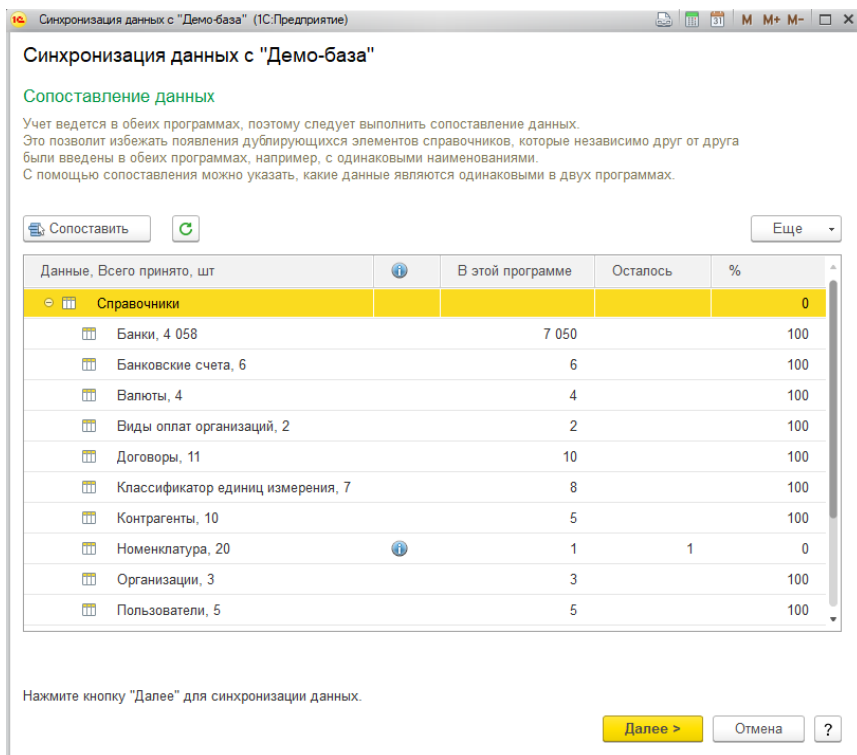 Синхронизация данных с "Демо-база" (1С:Предприятие) 31 M M+ M-
Синхронизация данных с "Демо-база"
Сопоставление данных
Учет ведется в обеих программах, поэтому следует выполнить сопоставление данных.
Это позволит избежать появления дублирующихся элементов справочников, которые независимо друг от друга
были введены в обеих программах, например, с одинаковыми наименованиями.
С помощью сопоставления можно указать, какие данные являются одинаковыми в двух программах.
Сопоставить Еще
Данные, Всего принято, шт В этой программе Осталось %
Справочники 0
Банки, 4 058 7 050 100
Банковские счета, 6 6 100
Валюты, 4 4 100
Виды оплат организаций, 2 2 100
Договоры, 11 10 100
Классификатор единиц измерения, 7 8 100
Контрагенты, 10 5 100
Номенклатура, 20 1 1 0
Организации, 3 3 100
Пользователи, 5 5 100
Нажмите кнопку "Далее" для синхронизации данных.
Далее > Отмена ?